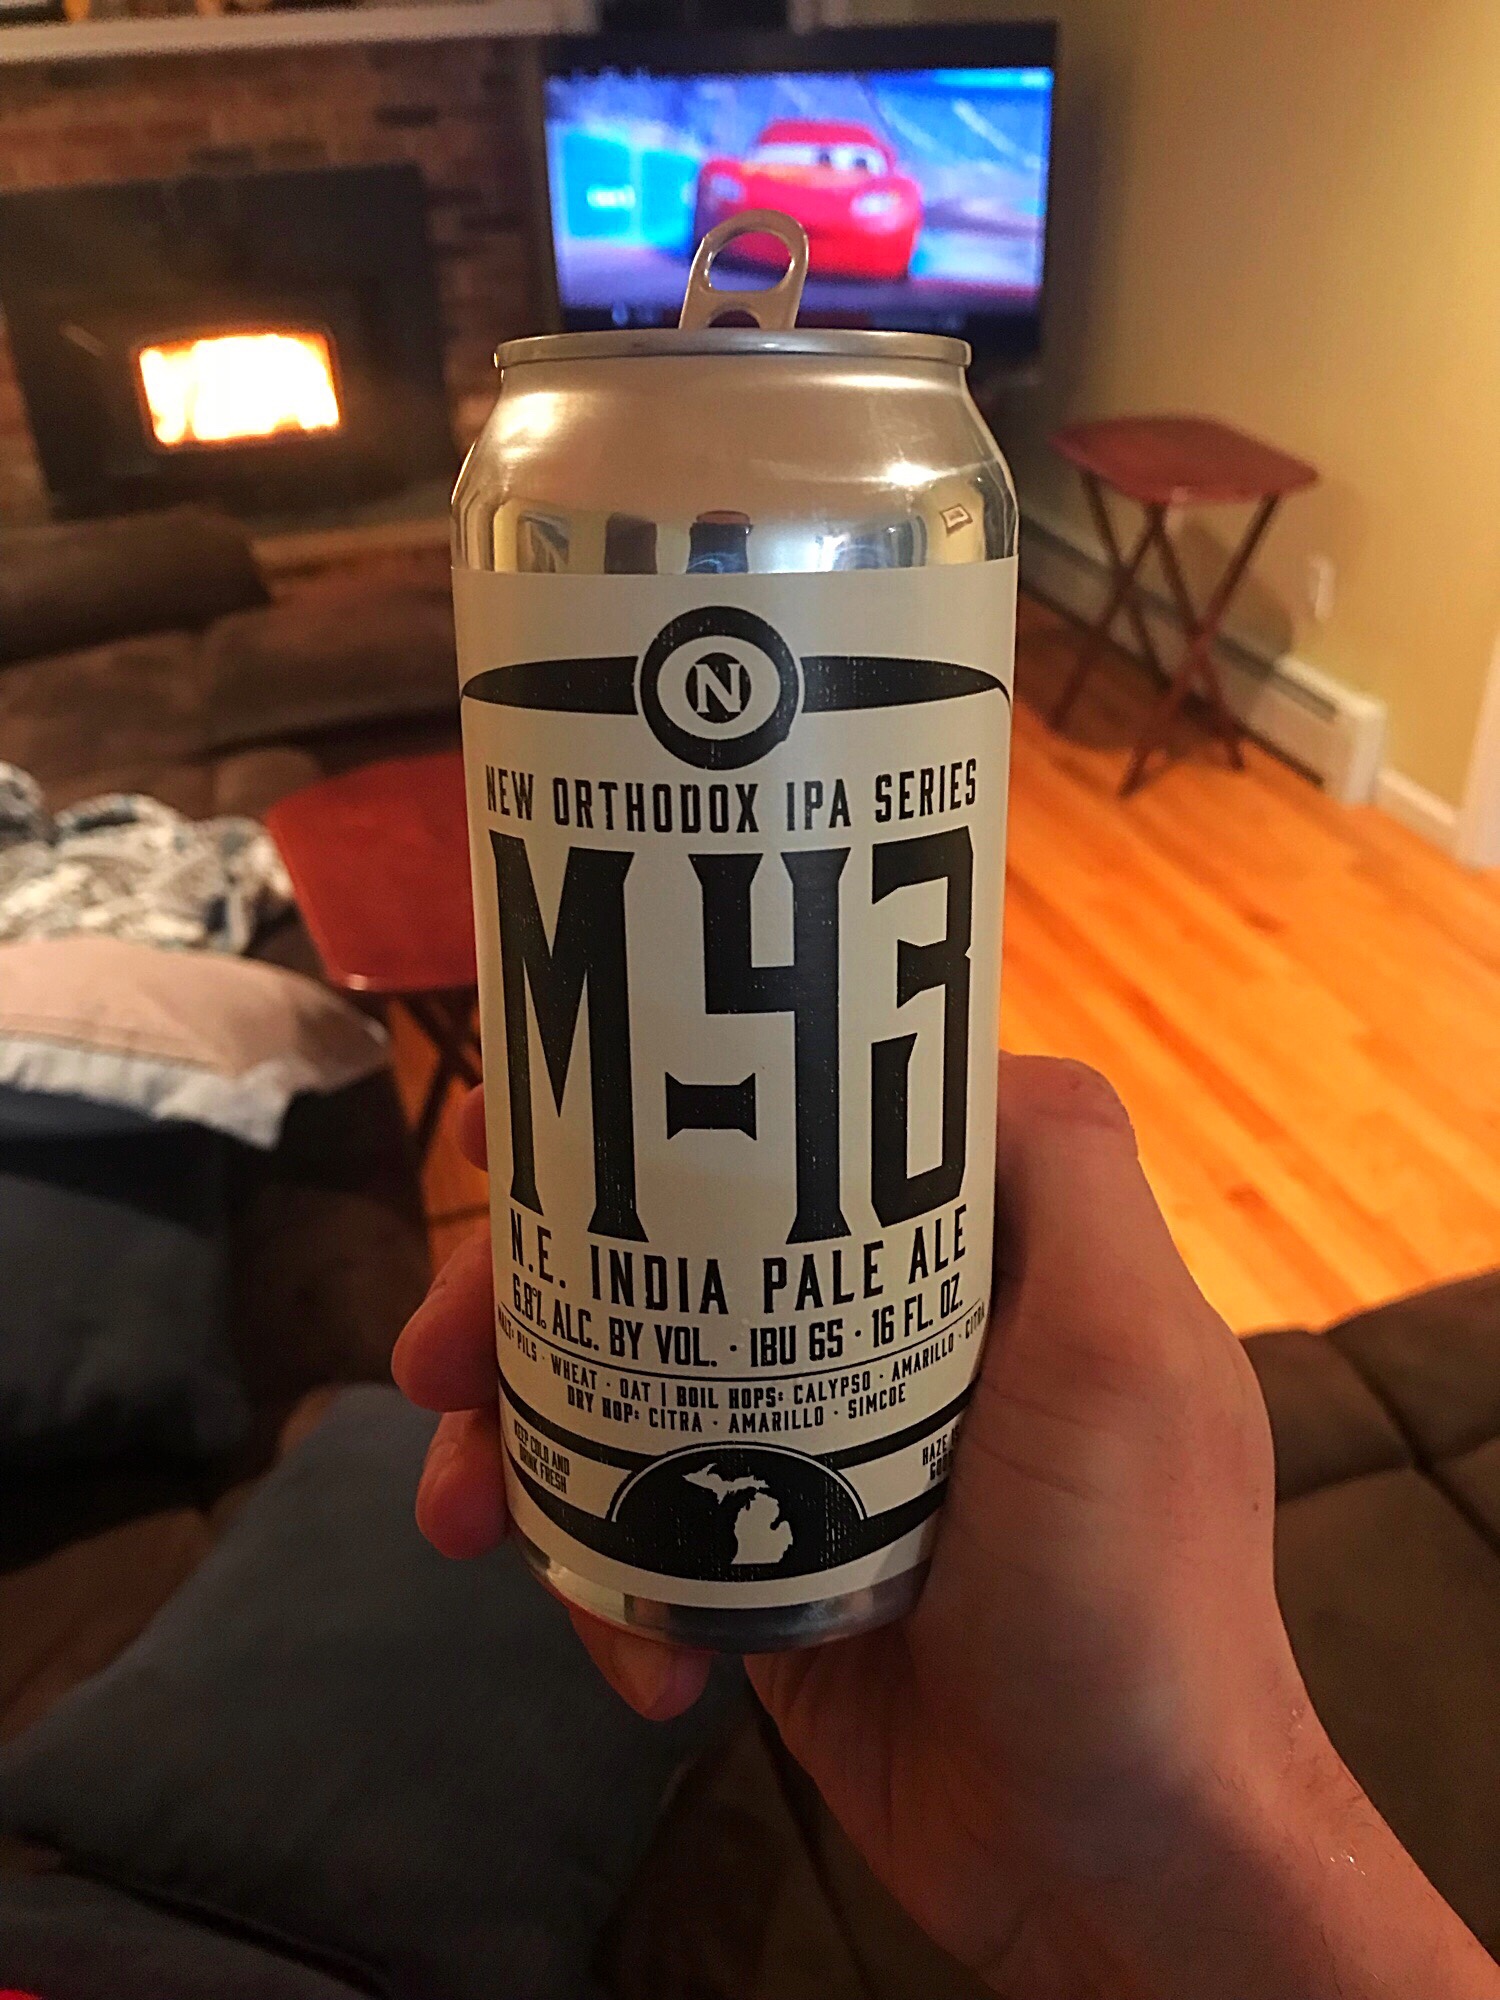 N
NEW ORTHODOX IPA SERIES
M-43
N.E. INDIA PALE ALE
6.8% ALC. BY VOL. · IBU 65 · 16 FL. OZ.
PILS · WHEAT · OAT | BOIL HOPS: CALYPSO · AMARILLO · CITRA
DRY HOP: CITRA · AMARILLO · SIMCOE
KEEP COLD AND
DRINK FRESH
HAZE